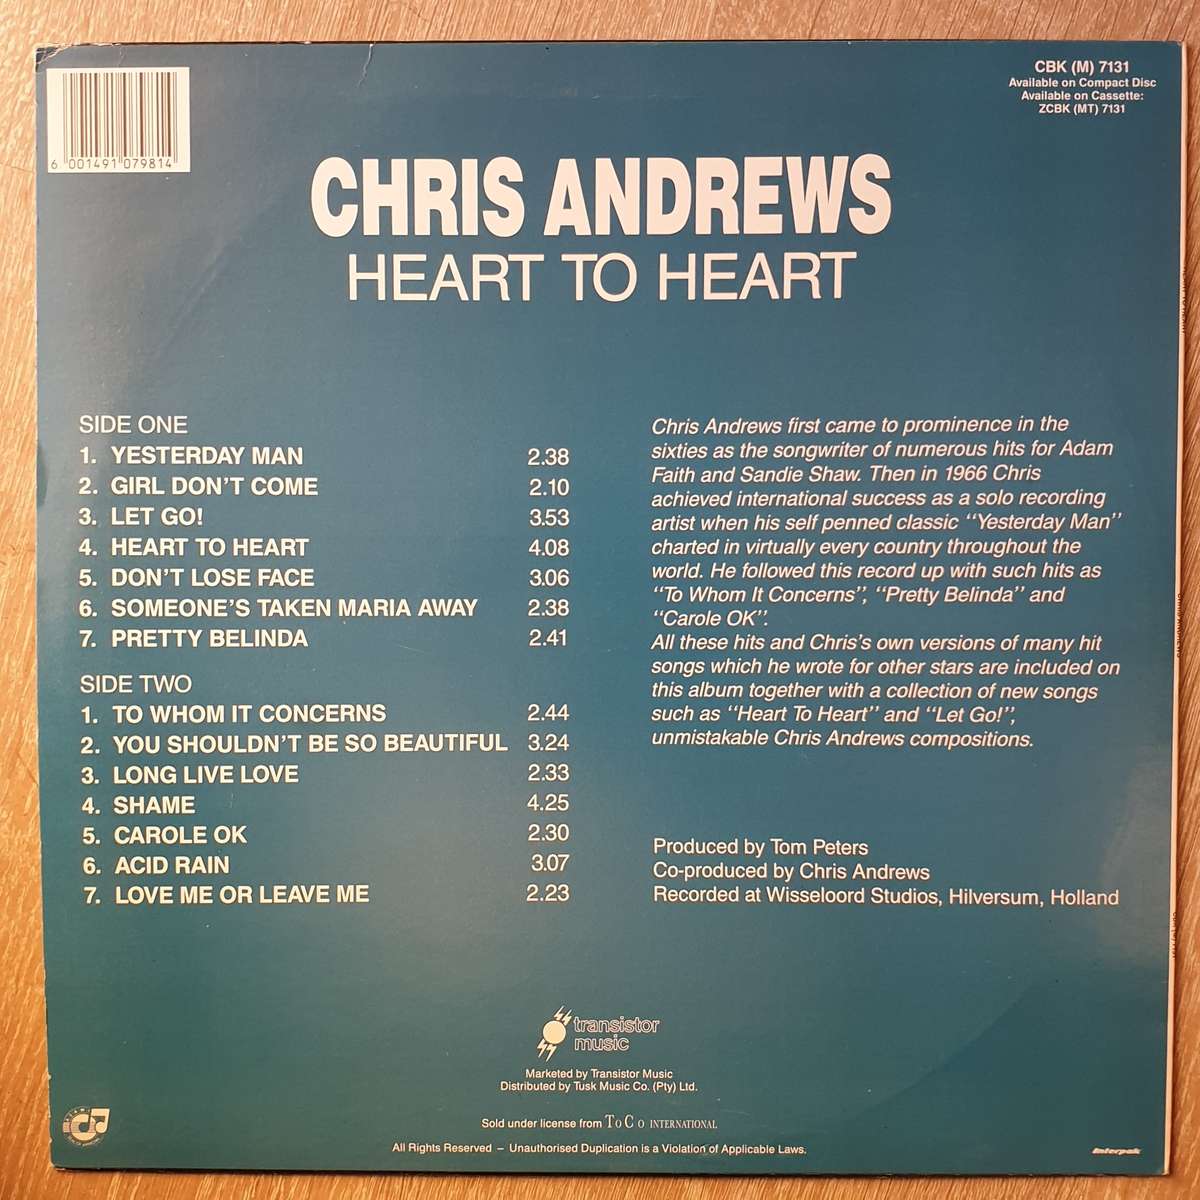 6 001491 079814
CBK (M) 7131
Available on Compact Disc
Available on Cassette:
ZCBK (MT) 7131
CHRIS ANDREWS
HEART TO HEART
SIDE ONE
1. YESTERDAY MAN 2.38
2. GIRL DON'T COME 2.10
3. LET GO! 3.53
4. HEART TO HEART 4.08
5. DON'T LOSE FACE 3.06
6. SOMEONE'S TAKEN MARIA AWAY 2.38
7. PRETTY BELINDA 2.41
SIDE TWO
1. TO WHOM IT CONCERNS 2.44
2. YOU SHOULDN'T BE SO BEAUTIFUL 3.24
3. LONG LIVE LOVE 2.33
4. SHAME 4.25
5. CAROLE OK 2.30
6. ACID RAIN 3.07
7. LOVE ME OR LEAVE ME 2.23
Chris Andrews first came to prominence in the
sixties as the songwriter of numerous hits for Adam
Faith and Sandie Shaw. Then in 1966 Chris
achieved international success as a solo recording
artist when his self penned classic "Yesterday Man"
charted in virtually every country throughout the
world. He followed this record up with such hits as
"To Whom It Concerns", "Pretty Belinda" and
"Carole OK".
All these hits and Chris's own versions of many hit
songs which he wrote for other stars are included on
this album together with a collection of new songs
such as "Heart To Heart" and "Let Go!",
unmistakable Chris Andrews compositions.
Produced by Tom Peters
Co-produced by Chris Andrews
Recorded at Wisseloord Studios, Hilversum, Holland
transistor
music
Marketed by Transistor Music
Distributed by Tusk Music Co. (Pty) Ltd.
Sold under license from ToCo INTERNATIONAL
All Rights Reserved – Unauthorised Duplication is a Violation of Applicable Laws.
Interpak